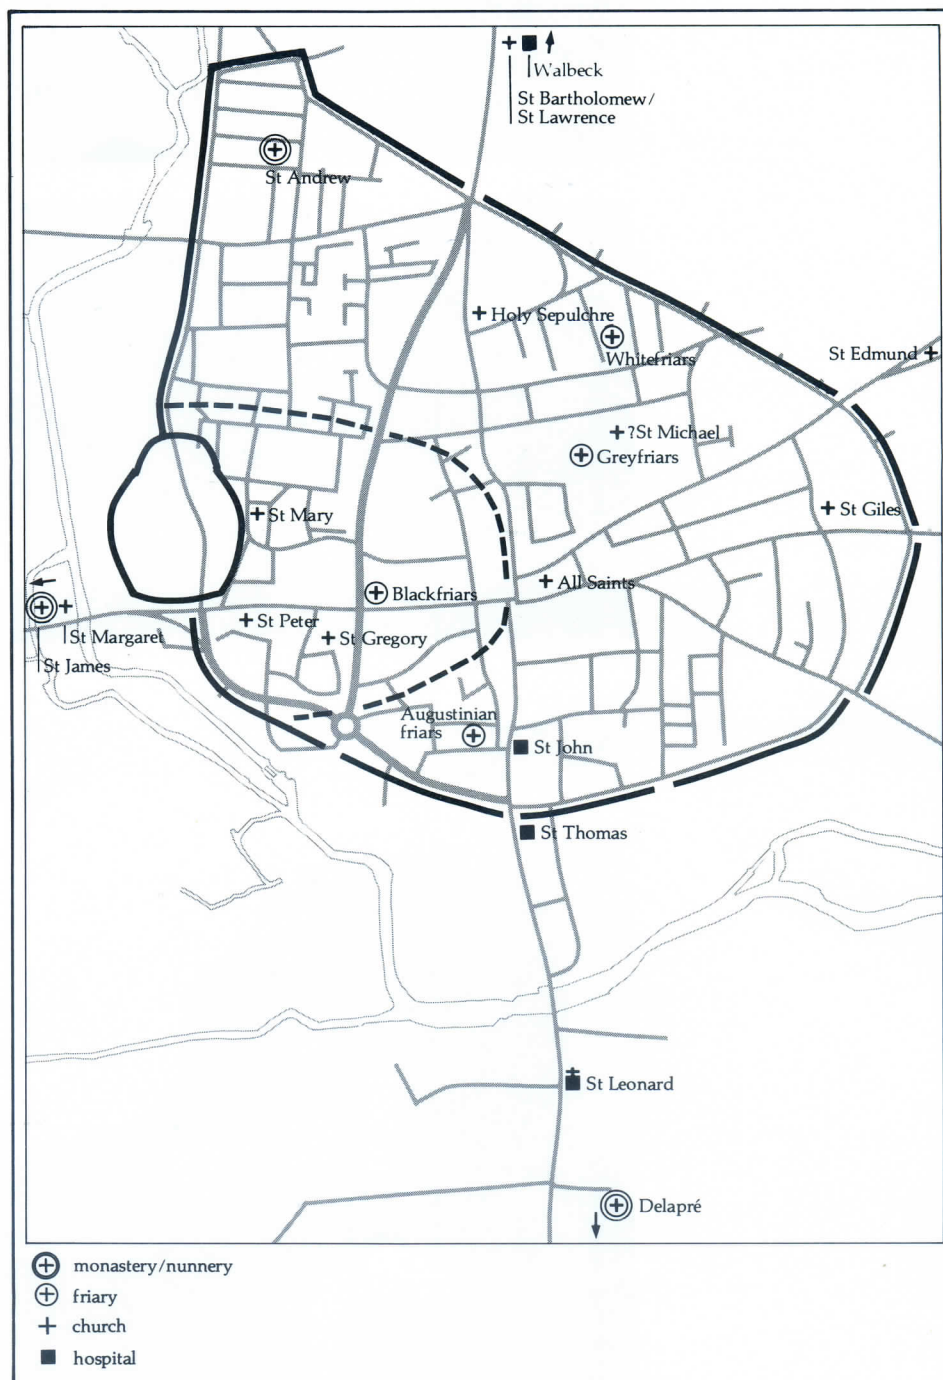 Walbeck
St Bartholomew/
St Lawrence
St Andrew
Holy Sepulchre
Whitefriars
St Edmund
?St Michael
Greyfriars
St Mary
St Giles
All Saints
Blackfriars
St Peter
St Gregory
St Margaret
St James
Augustinian
friars
St John
St Thomas
St Leonard
Delapré
monastery/nunnery
friary
church
hospital